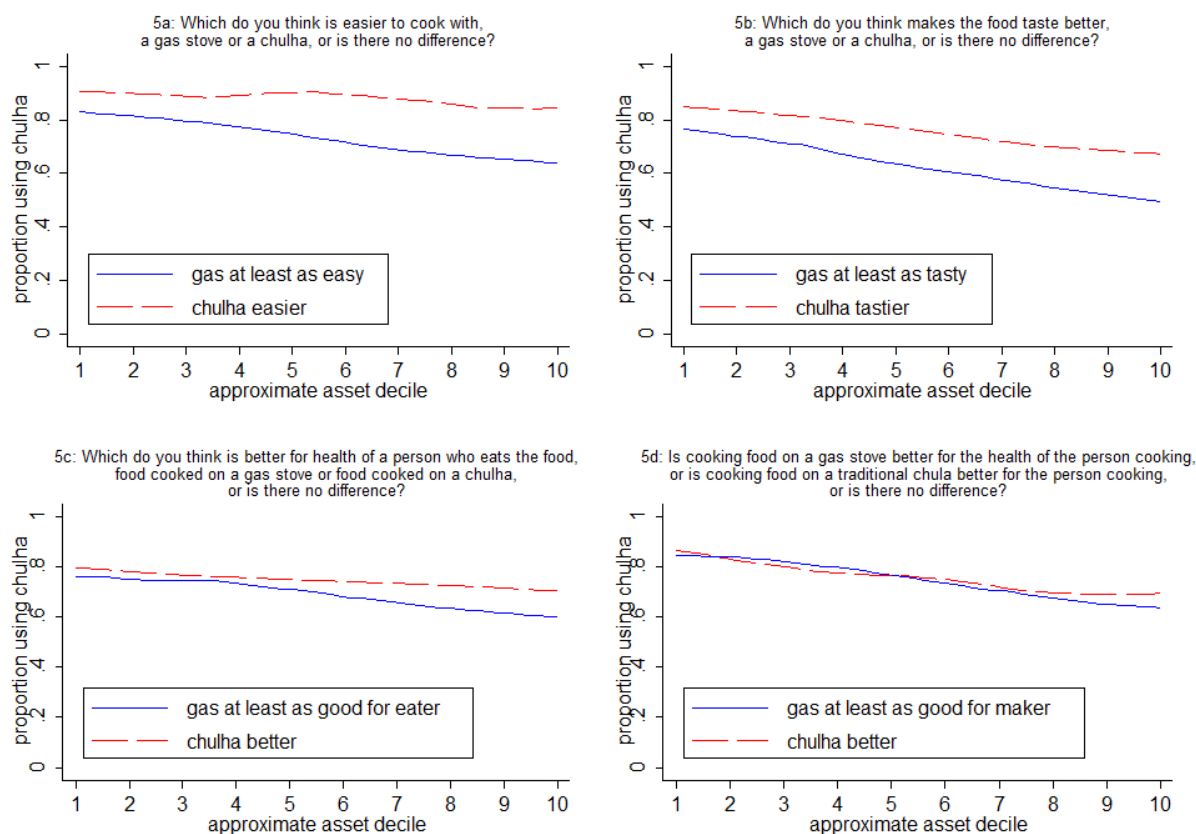 5a: Which do you think is easier to cook with,
a gas stove or a chulha, or is there no difference?
proportion using chulha
0 .2 .4 .6 .8 1
gas at least as easy
chulha easier
1 2 3 4 5 6 7 8 9 10
approximate asset decile
5b: Which do you think makes the food taste better,
a gas stove or a chulha, or is there no difference?
proportion using chulha
0 .2 .4 .6 .8 1
gas at least as tasty
chulha tastier
1 2 3 4 5 6 7 8 9 10
approximate asset decile
5c: Which do you think is better for health of a person who eats the food,
food cooked on a gas stove or food cooked on a chulha,
or is there no difference?
proportion using chulha
0 .2 .4 .6 .8 1
gas at least as good for eater
chulha better
1 2 3 4 5 6 7 8 9 10
approximate asset decile
5d: Is cooking food on a gas stove better for the health of the person cooking,
or is cooking food on a traditional chula better for the person cooking,
or is there no difference?
proportion using chulha
0 .2 .4 .6 .8 1
gas at least as good for maker
chulha better
1 2 3 4 5 6 7 8 9 10
approximate asset decile